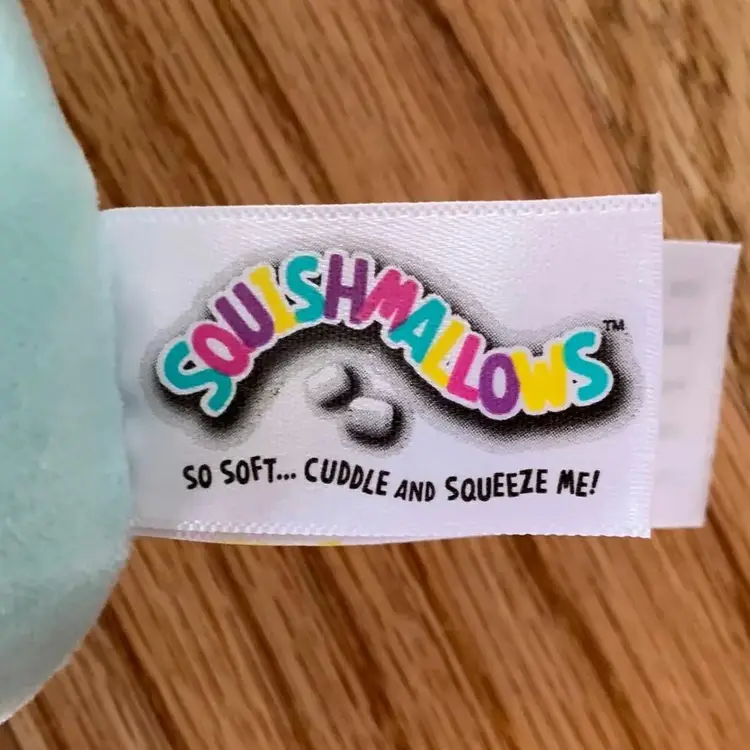 SQUISHMALLOWS™
SO SOFT... CUDDLE AND SQUEEZE ME!